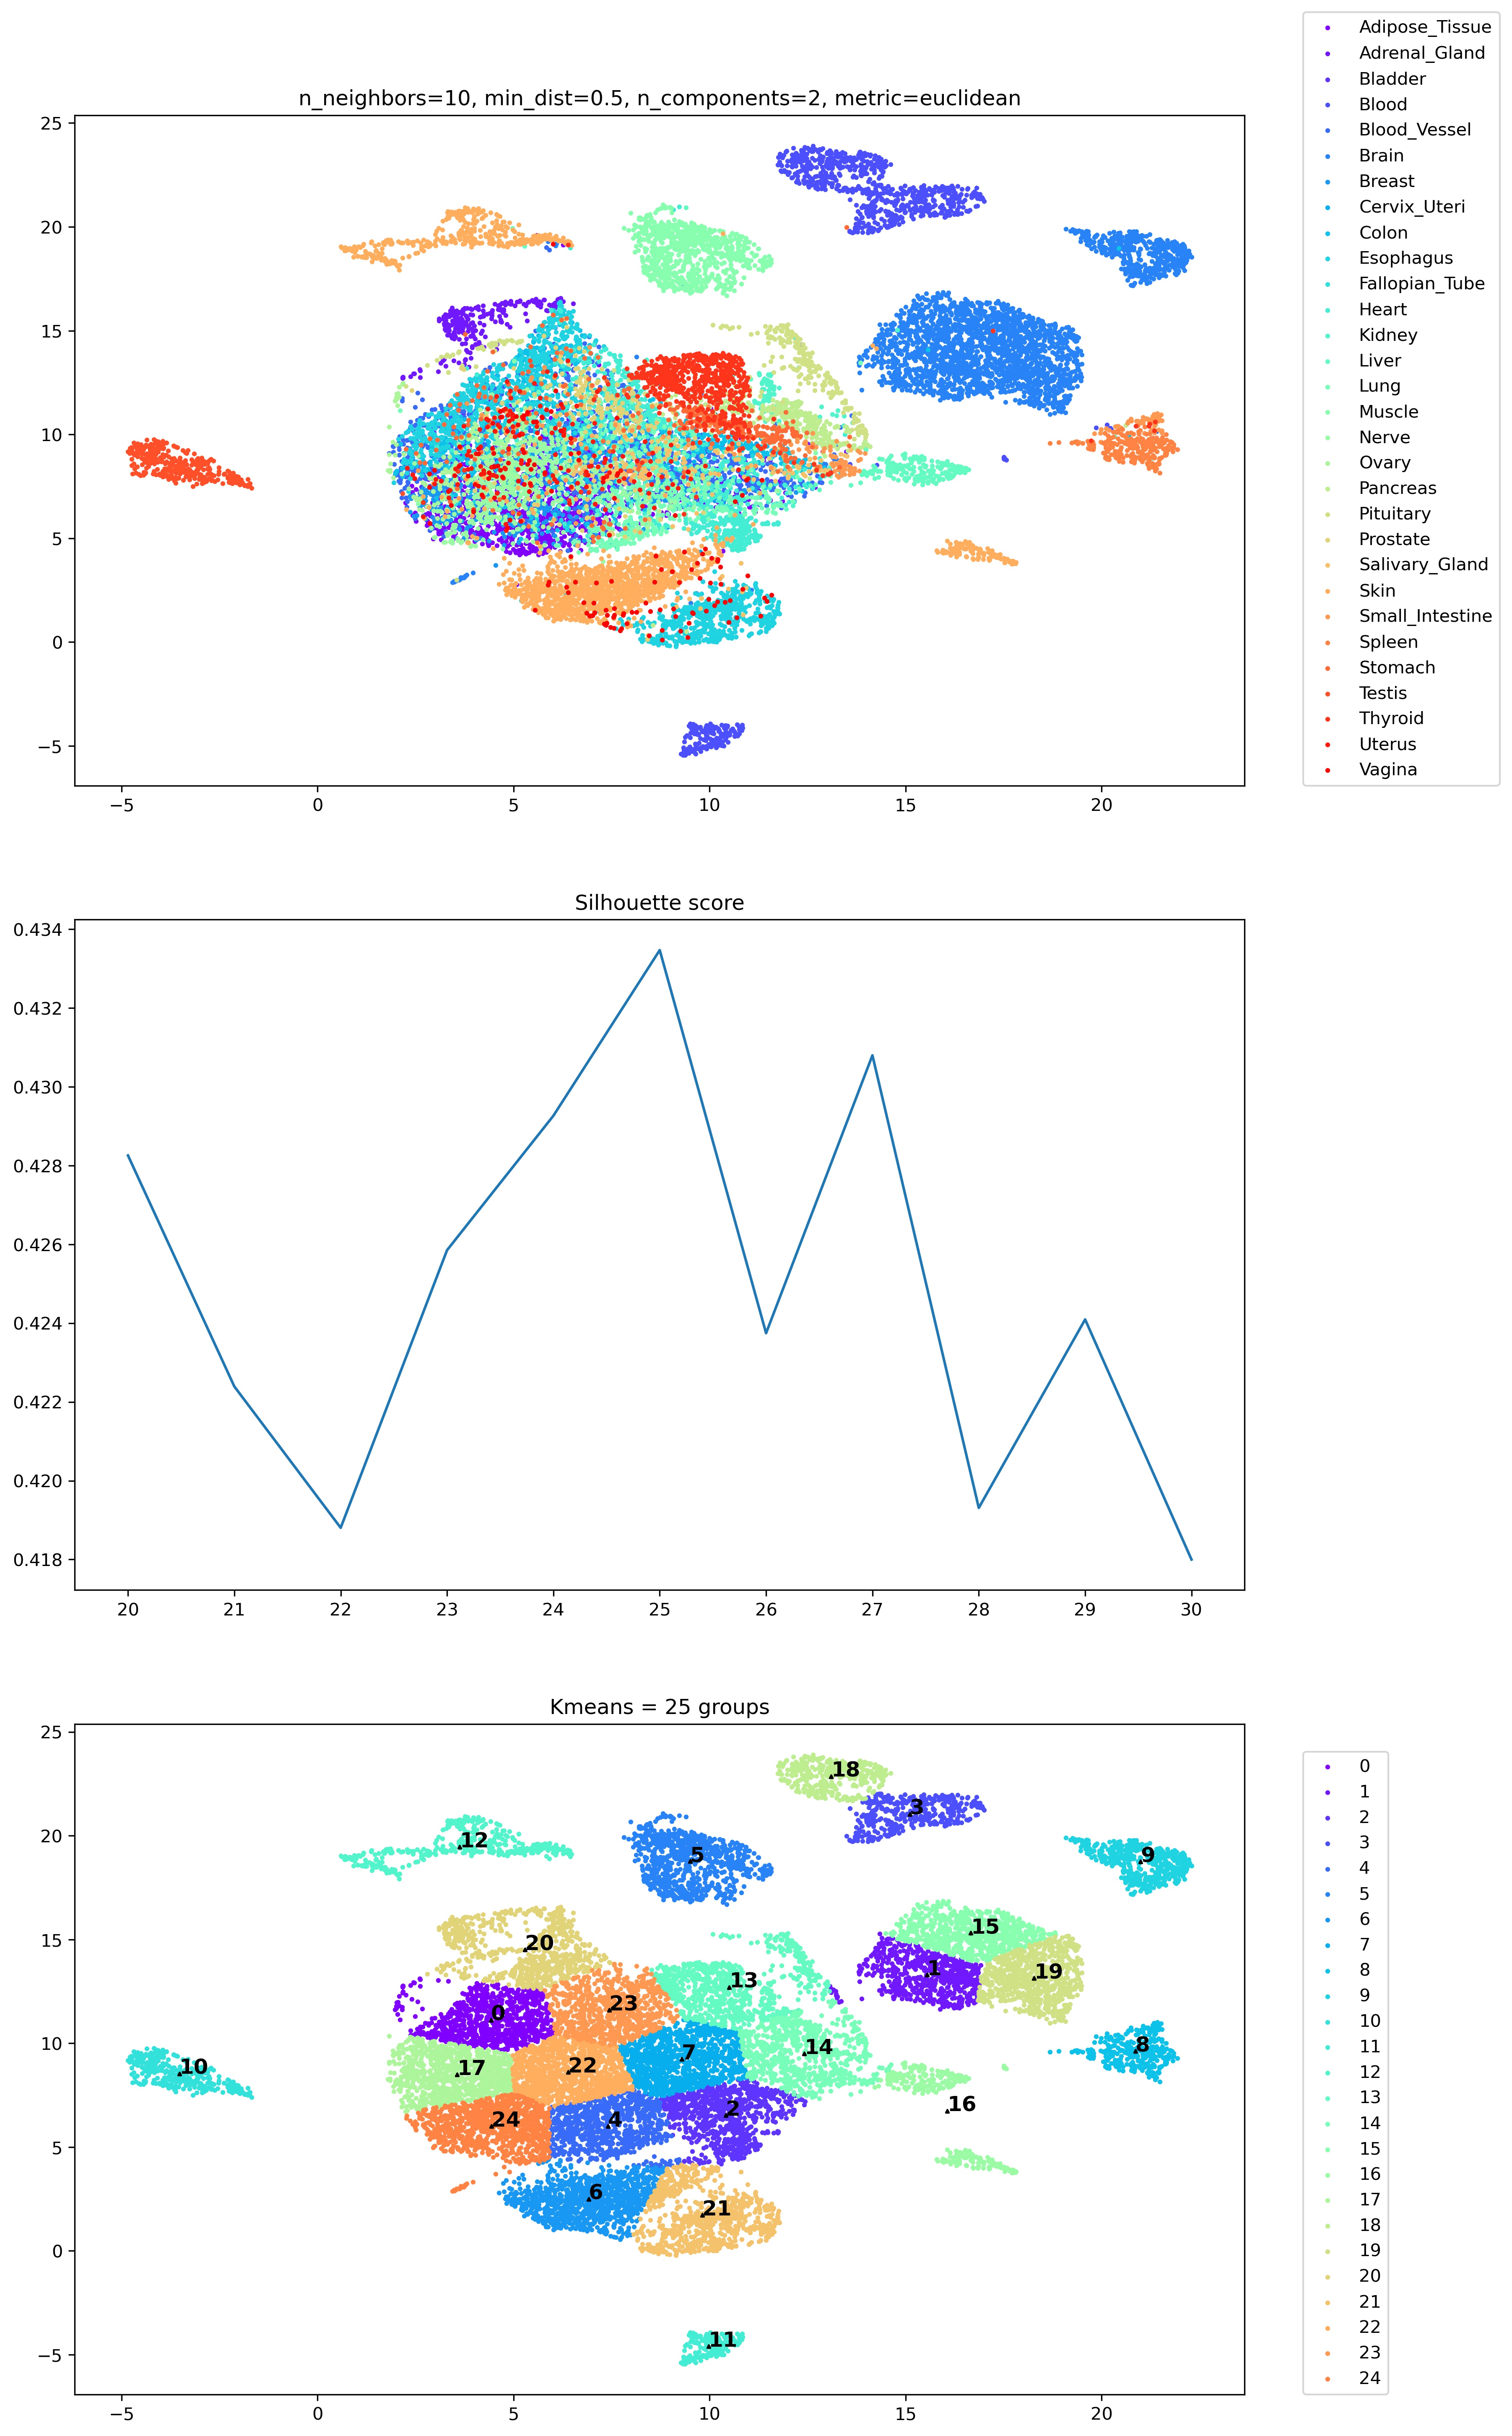 n_neighbors=10, min_dist=0.5, n_components=2, metric=euclidean
25
20
15
10
5
0
−5
−5 0 5 10 15 20
Adipose_Tissue
Adrenal_Gland
Bladder
Blood
Blood_Vessel
Brain
Breast
Cervix_Uteri
Colon
Esophagus
Fallopian_Tube
Heart
Kidney
Liver
Lung
Muscle
Nerve
Ovary
Pancreas
Pituitary
Prostate
Salivary_Gland
Skin
Small_Intestine
Spleen
Stomach
Testis
Thyroid
Uterus
Vagina
Silhouette score
0.434
0.432
0.430
0.428
0.426
0.424
0.422
0.420
0.418
20 21 22 23 24 25 26 27 28 29 30
Kmeans = 25 groups
25
20
15
10
5
0
−5
−5 0 5 10 15 20
18
3
12
5
9
15
20
1
19
13
23
0
14
7
8
22
17
10
16
2
24
4
6
21
11
0
1
2
3
4
5
6
7
8
9
10
11
12
13
14
15
16
17
18
19
20
21
22
23
24